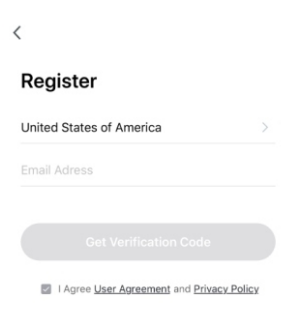 Register
United States of America
Email Adress
Get Verification Code
I Agree User Agreement and Privacy Policy